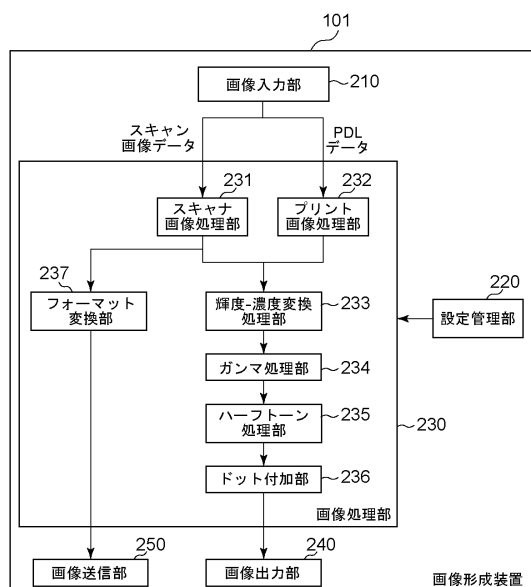 101
画像入力部
210
スキャン
画像データ
PDL
データ
231
232
スキャナ
画像処理部
プリント
画像処理部
237
フォーマット
変換部
輝度-濃度変換
処理部
233
220
設定管理部
ガンマ処理部
234
ハーフトーン
処理部
235
230
ドット付加部
236
画像処理部
250
240
画像送信部
画像出力部
画像形成装置